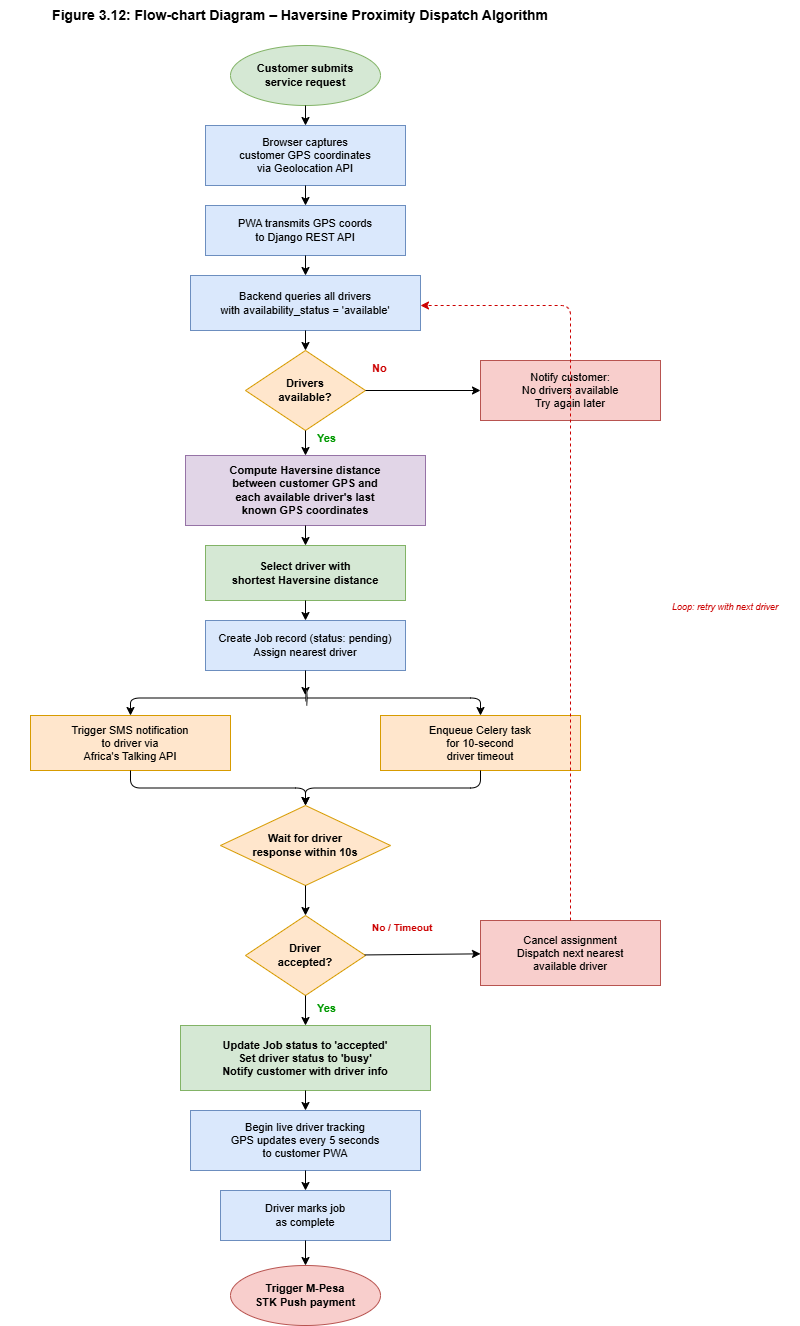 Figure 3.12: Flow-chart Diagram – Haversine Proximity Dispatch Algorithm
Customer submits
service request
Browser captures
customer GPS coordinates
via Geolocation API
PWA transmits GPS coords
to Django REST API
Backend queries all drivers
with availability_status = 'available'
Drivers
available?
No
Notify customer:
No drivers available
Try again later
Yes
Compute Haversine distance
between customer GPS and
each available driver's last
known GPS coordinates
Select driver with
shortest Haversine distance
Loop: retry with next driver
Create Job record (status: pending)
Assign nearest driver
Trigger SMS notification
to driver via
Africa's Talking API
Enqueue Celery task
for 10-second
driver timeout
Wait for driver
response within 10s
Driver
accepted?
No / Timeout
Cancel assignment
Dispatch next nearest
available driver
Yes
Update Job status to 'accepted'
Set driver status to 'busy'
Notify customer with driver info
Begin live driver tracking
GPS updates every 5 seconds
to customer PWA
Driver marks job
as complete
Trigger M-Pesa
STK Push payment